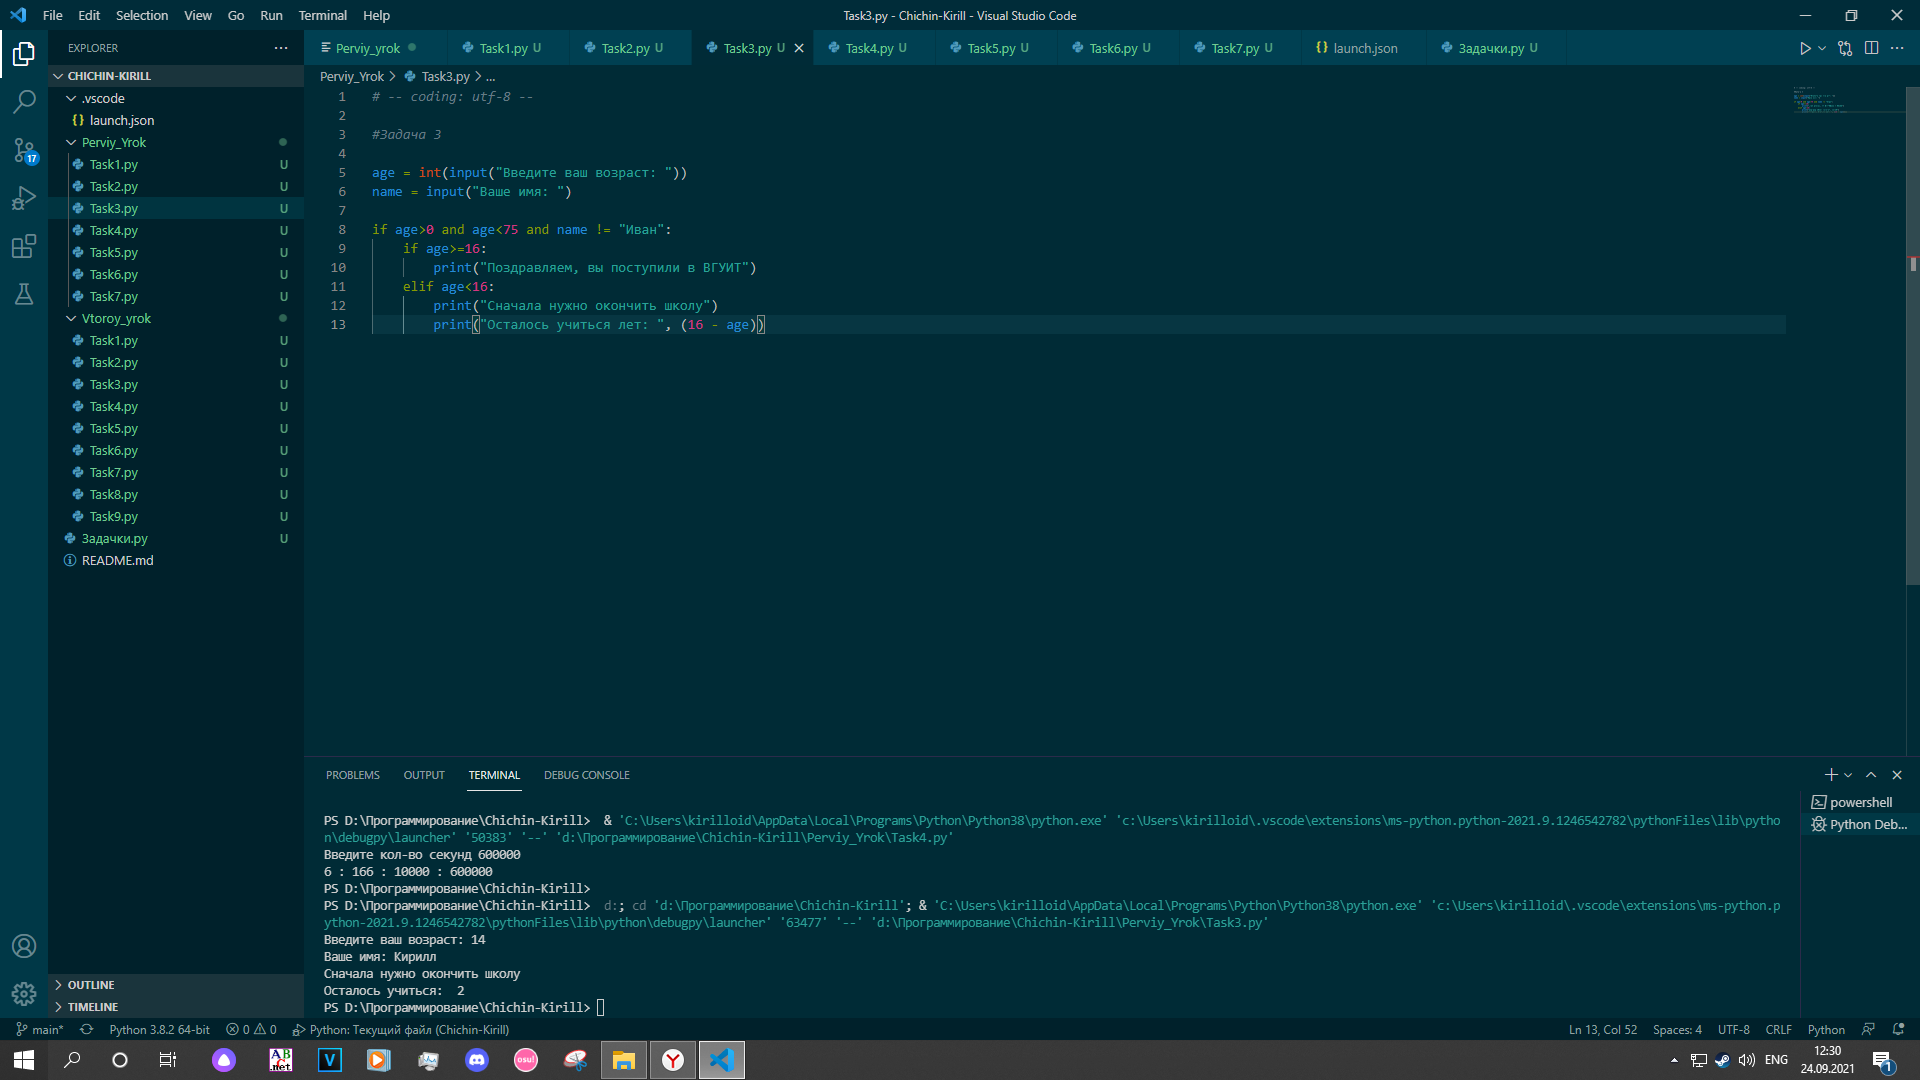 File Edit Selection View Go Run Terminal Help
Task3.py - Chichin-Kirill - Visual Studio Code
EXPLORER
Perviy_yrok
Task1.py U
Task2.py U
Task3.py U
Task4.py U
Task5.py U
Task6.py U
Task7.py U
launch.json
Задачки.py U
CHICHIN-KIRILL
.vscode
launch.json
Perviy_Yrok
Task1.py U
Task2.py U
Task3.py U
Task4.py U
Task5.py U
Task6.py U
Task7.py U
Vtoroy_yrok
Task1.py U
Task2.py U
Task3.py U
Task4.py U
Task5.py U
Task6.py U
Task7.py U
Task8.py U
Task9.py U
Задачки.py U
README.md
17
OUTLINE
TIMELINE
Perviy_Yrok > Task3.py > ...
1 # -- coding: utf-8 --
2
3 #Задача 3
4
5 age = int(input("Введите ваш возраст: "))
6 name = input("Ваше имя: ")
7
8 if age>0 and age<75 and name != "Иван":
9 if age>=16:
10 print("Поздравляем, вы поступили в ВГУИТ")
11 elif age<16:
12 print("Сначала нужно окончить школу")
13 print("Осталось учиться лет: ", (16 - age))
PROBLEMS OUTPUT TERMINAL DEBUG CONSOLE
PS D:\Программирование\Chichin-Kirill> & 'C:\Users\kirilloid\AppData\Local\Programs\Python\Python38\python.exe' 'c:\Users\kirilloid\.vscode\extensions\ms-python.python-2021.9.1246542782\pythonFiles\lib\pytho
n\debugpy\launcher' '50383' '--' 'd:\Программирование\Chichin-Kirill\Perviy_Yrok\Task4.py'
Введите кол-во секунд 600000
6 : 166 : 10000 : 600000
PS D:\Программирование\Chichin-Kirill>
PS D:\Программирование\Chichin-Kirill> d:; cd 'd:\Программирование\Chichin-Kirill'; & 'C:\Users\kirilloid\AppData\Local\Programs\Python\Python38\python.exe' 'c:\Users\kirilloid\.vscode\extensions\ms-python.p
ython-2021.9.1246542782\pythonFiles\lib\python\debugpy\launcher' '63477' '--' 'd:\Программирование\Chichin-Kirill\Perviy_Yrok\Task3.py'
Введите ваш возраст: 14
Ваше имя: Кирилл
Сначала нужно окончить школу
Осталось учиться: 2
PS D:\Программирование\Chichin-Kirill>
powershell
Python Deb...
main* Python 3.8.2 64-bit 0 0 Python: Текущий файл (Chichin-Kirill)
Ln 13, Col 52 Spaces: 4 UTF-8 CRLF Python
ABC .net
V
osu!
Y
ENG
12:30
24.09.2021
1